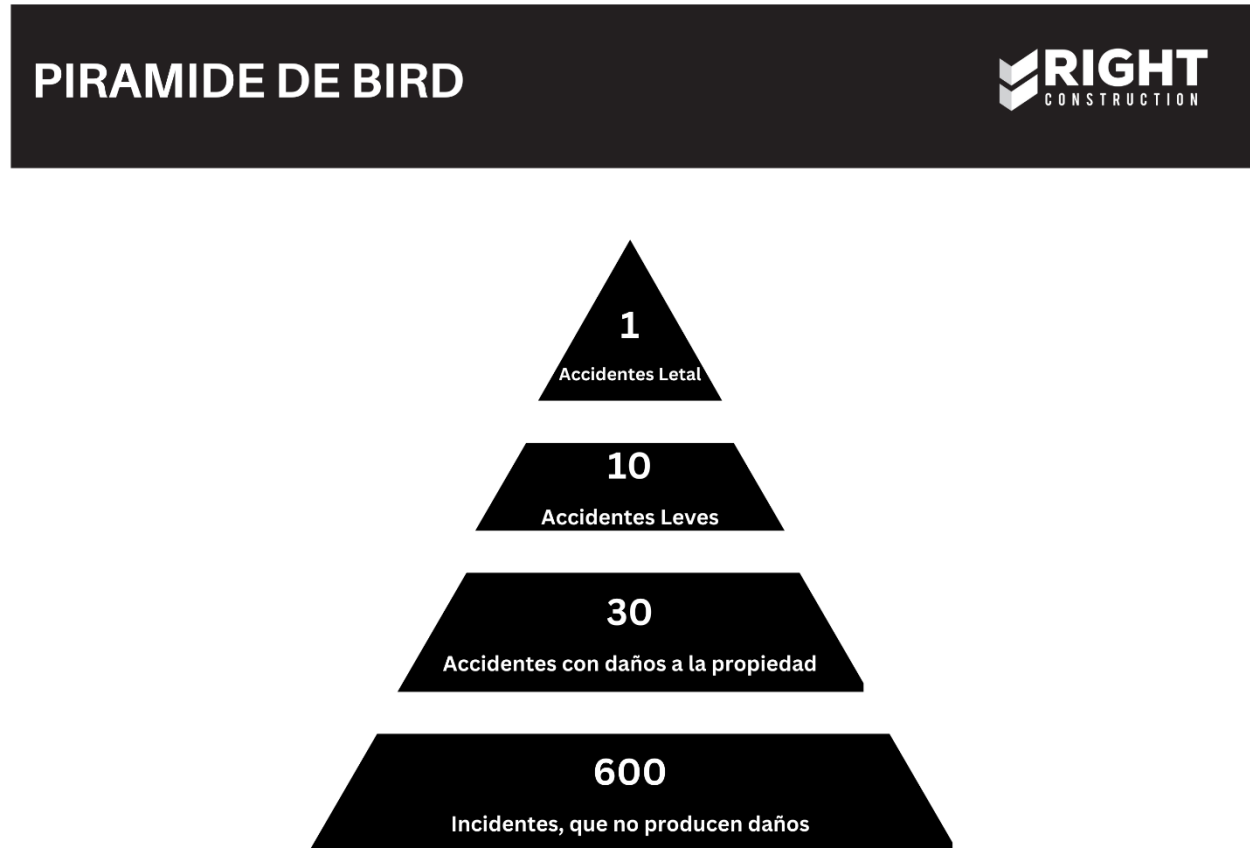 PIRAMIDE DE BIRD
RIGHT
CONSTRUCTION
1
Accidentes Letal
10
Accidentes Leves
30
Accidentes con daños a la propiedad
600
Incidentes, que no producen daños